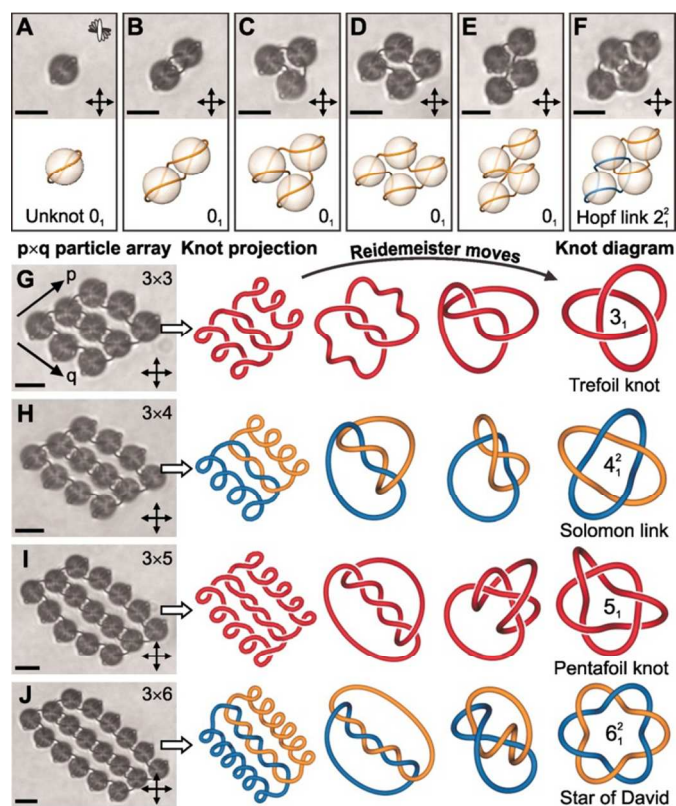 A
B
C
D
E
F
Unknot 0₁
0₁
0₁
0₁
0₁
Hopf link 2²₁
p×q particle array
Knot projection
Reidemeister moves
Knot diagram
G
p
q
3×3
3₁
Trefoil knot
H
3×4
4²₁
Solomon link
I
3×5
5₁
Pentafoil knot
J
3×6
6²₁
Star of David